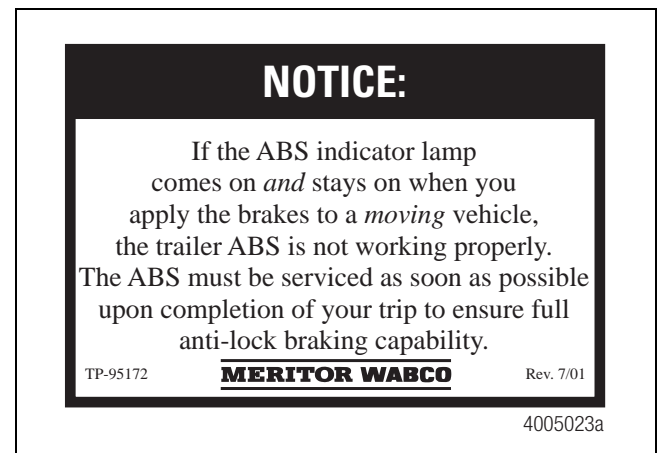 NOTICE:
If the ABS indicator lamp
comes on and stays on when you
apply the brakes to a moving vehicle,
the trailer ABS is not working properly.
The ABS must be serviced as soon as possible
upon completion of your trip to ensure full
anti-lock braking capability.
TP-95172 MERITOR WABCO Rev. 7/01
4005023a